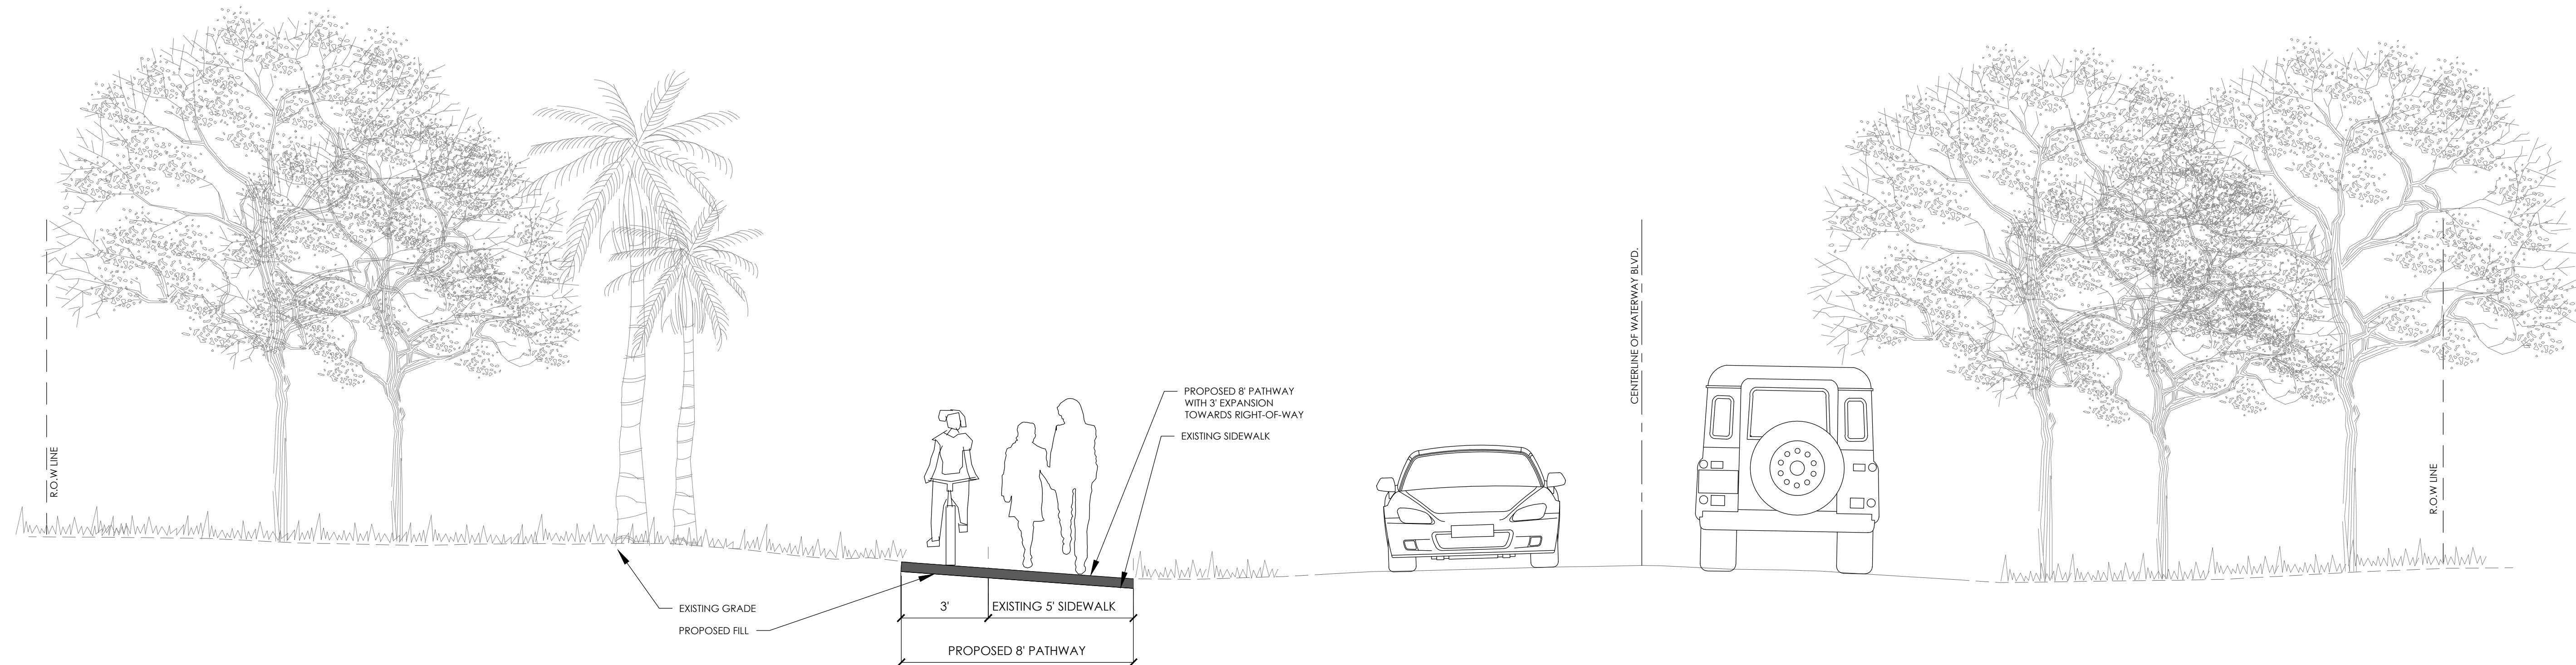 R.O.W LINE
CENTERLINE OF WATERWAY BLVD.
PROPOSED 8' PATHWAY
WITH 3' EXPANSION
TOWARDS RIGHT-OF-WAY
EXISTING SIDEWALK
R.O.W LINE
EXISTING GRADE
PROPOSED FILL
3'
EXISTING 5' SIDEWALK
PROPOSED 8' PATHWAY